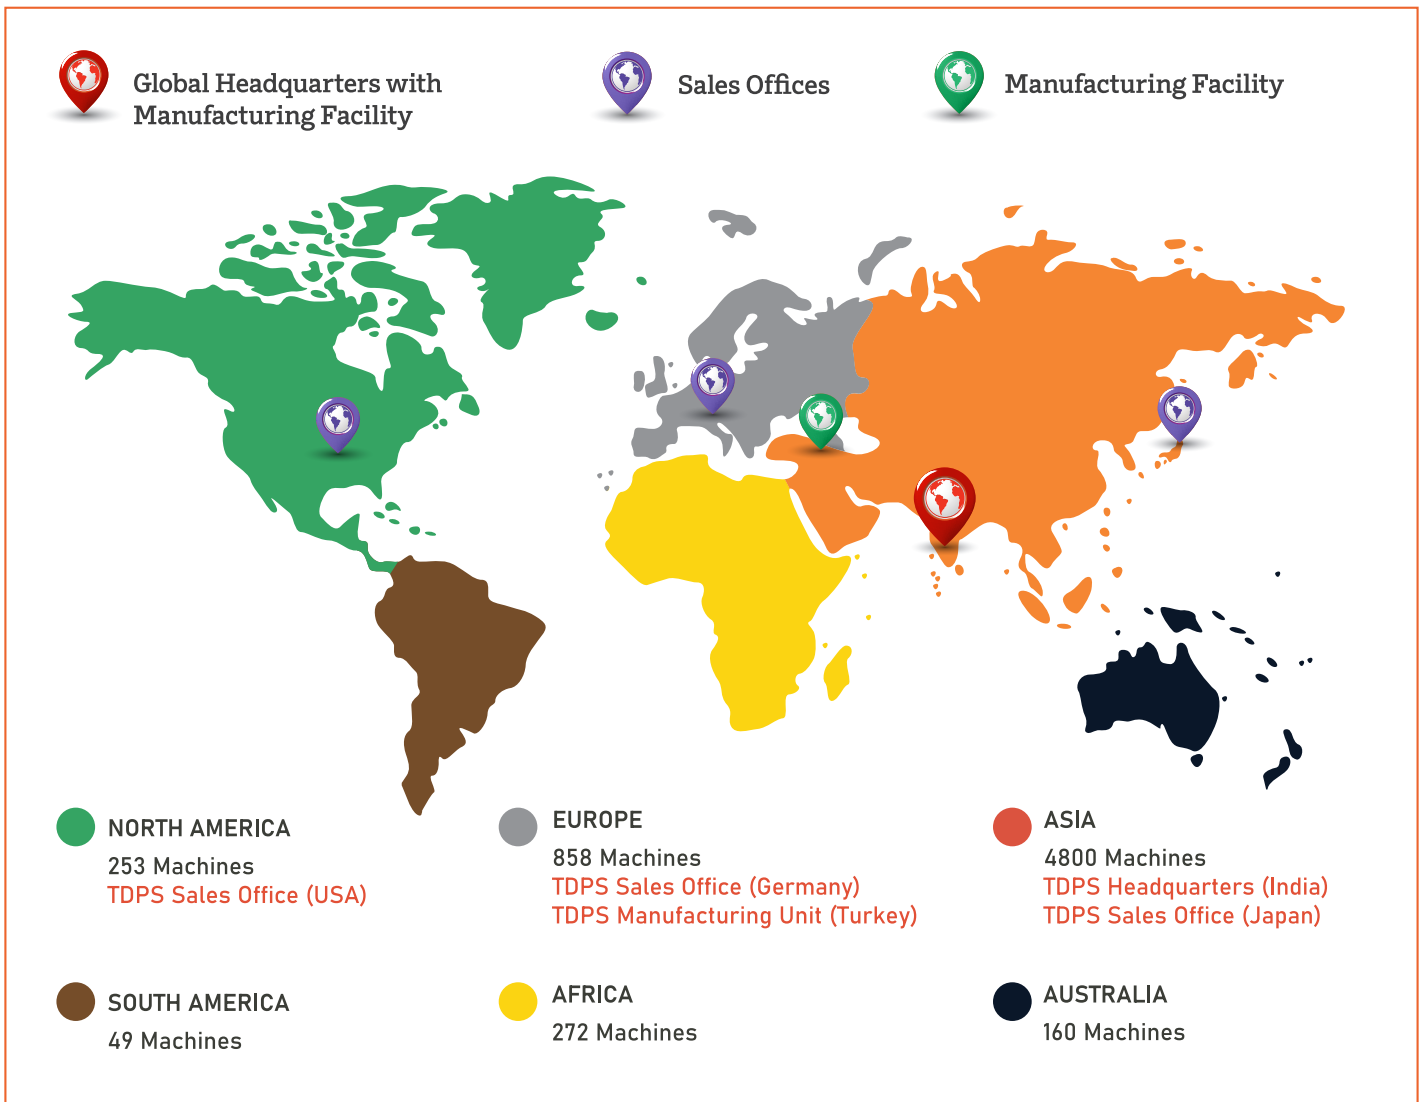 Global Headquarters with
Manufacturing Facility
Sales Offices
Manufacturing Facility
NORTH AMERICA
253 Machines
TDPS Sales Office (USA)
EUROPE
858 Machines
TDPS Sales Office (Germany)
TDPS Manufacturing Unit (Turkey)
ASIA
4800 Machines
TDPS Headquarters (India)
TDPS Sales Office (Japan)
SOUTH AMERICA
49 Machines
AFRICA
272 Machines
AUSTRALIA
160 Machines